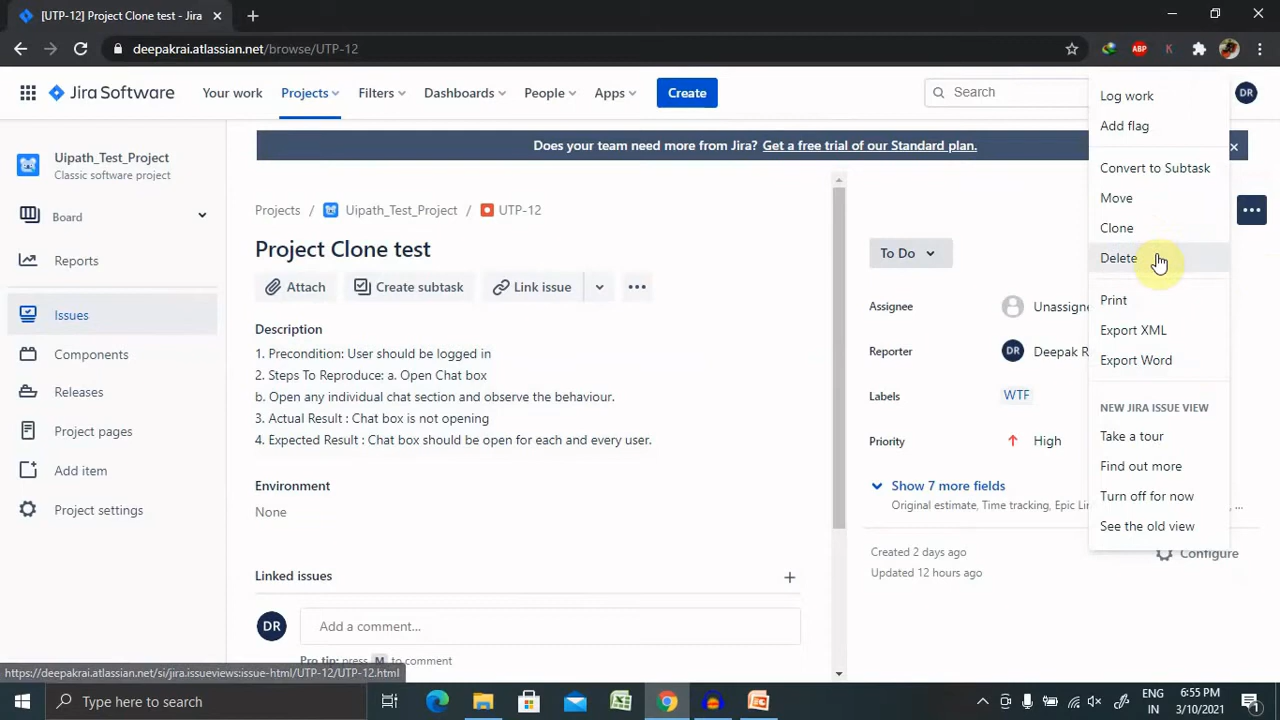 [UTP-12] Project Clone test - Jira
deepakrai.atlassian.net/browse/UTP-12
ABP
K
Jira Software
Your work
Projects
Filters
Dashboards
People
Apps
Create
Search
DR
Uipath_Test_Project
Classic software project
Board
Reports
Issues
Components
Releases
Project pages
Add item
Project settings
Does your team need more from Jira? Get a free trial of our Standard plan.
Projects / Uipath_Test_Project / UTP-12
Project Clone test
Attach
Create subtask
Link issue
Description
1. Precondition: User should be logged in
2. Steps To Reproduce: a. Open Chat box
b. Open any individual chat section and observe the behaviour.
3. Actual Result : Chat box is not opening
4. Expected Result : Chat box should be open for each and every user.
Environment
None
Linked issues
DR
Add a comment...
Pro tip: press M to comment
To Do
Assignee
Unassigne
Reporter
DR
Deepak R
Labels
WTF
Priority
High
Show 7 more fields
Original estimate, Time tracking, Epic Lin
...
Created 2 days ago
Updated 12 hours ago
Configure
Log work
Add flag
Convert to Subtask
Move
Clone
Delete
Print
Export XML
Export Word
NEW JIRA ISSUE VIEW
Take a tour
Find out more
Turn off for now
See the old view
https://deepakrai.atlassian.net/si/jira.issueviews:issue-html/UTP-12/UTP-12.html
Type here to search
ENG
IN
6:55 PM
3/10/2021
1